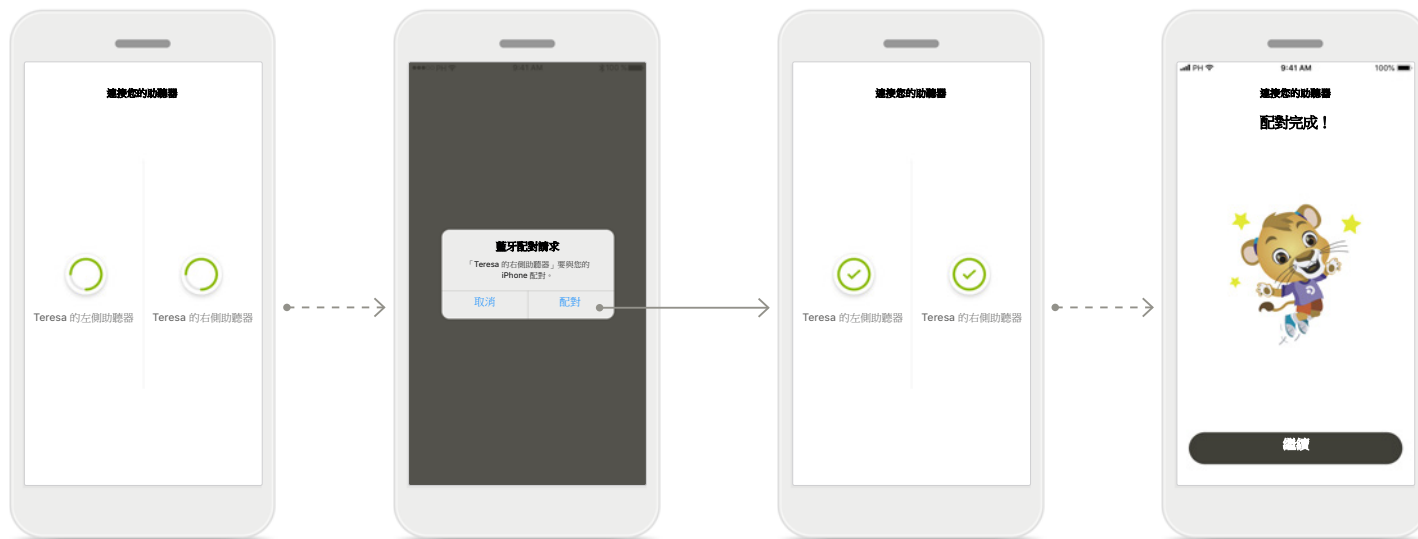 連接您的助聽器
Teresa 的左側助聽器
Teresa 的右側助聽器
9:41 AM
100 %
藍牙配對請求
「Teresa 的右側助聽器」要與您的
iPhone 配對。
取消
配對
連接您的助聽器
Teresa 的左側助聽器
Teresa 的右側助聽器
PH
9:41 AM
100%
連接您的助聽器
配對完成！
繼續